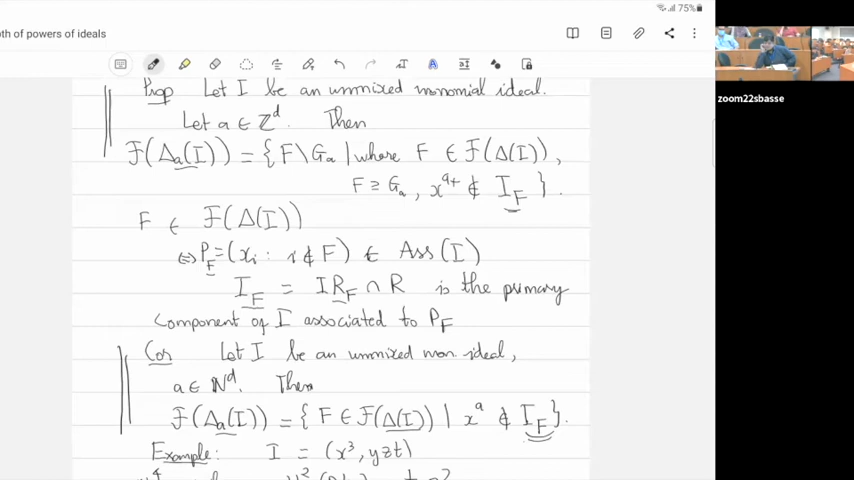 75%
oth of powers of ideals
Prop Let I be an unmixed monomial ideal.
Let a ∈ ℤ^d. Then
F(Δ_a(I)) = { F \ G_a | where F ∈ F(Δ(I)),
F ⊇ G_a, x^{a+} ∉ I_F }.
F ∈ F(Δ(I))
⇔ P_F = (x_i : i ∉ F) ∈ Ass(I)
I_F = IR_F ∩ R is the primary
component of I associated to P_F
Cor Let I be an unmixed mon. ideal,
a ∈ ℕ^d. Then
F(Δ_a(I)) = { F ∈ F(Δ(I)) | x^a ∉ I_F }.
Example: I = (x³, yzt)
zoom22sbasse